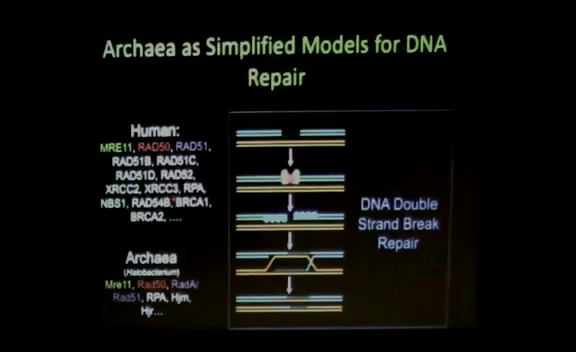 Archaea as Simplified Models for DNA
Repair
Human:
MRE11, RAD50, RAD51,
RAD51B, RAD51C,
RAD51D, RAD52,
XRCC2, XRCC3, RPA,
NBS1, RAD54B, BRCA1,
BRCA2, ....
Archaea
(Halobacterium)
Mre11, Rad50, RadA/
Rad51, RPA, Hjm,
Hjr...
DNA Double
Strand Break
Repair